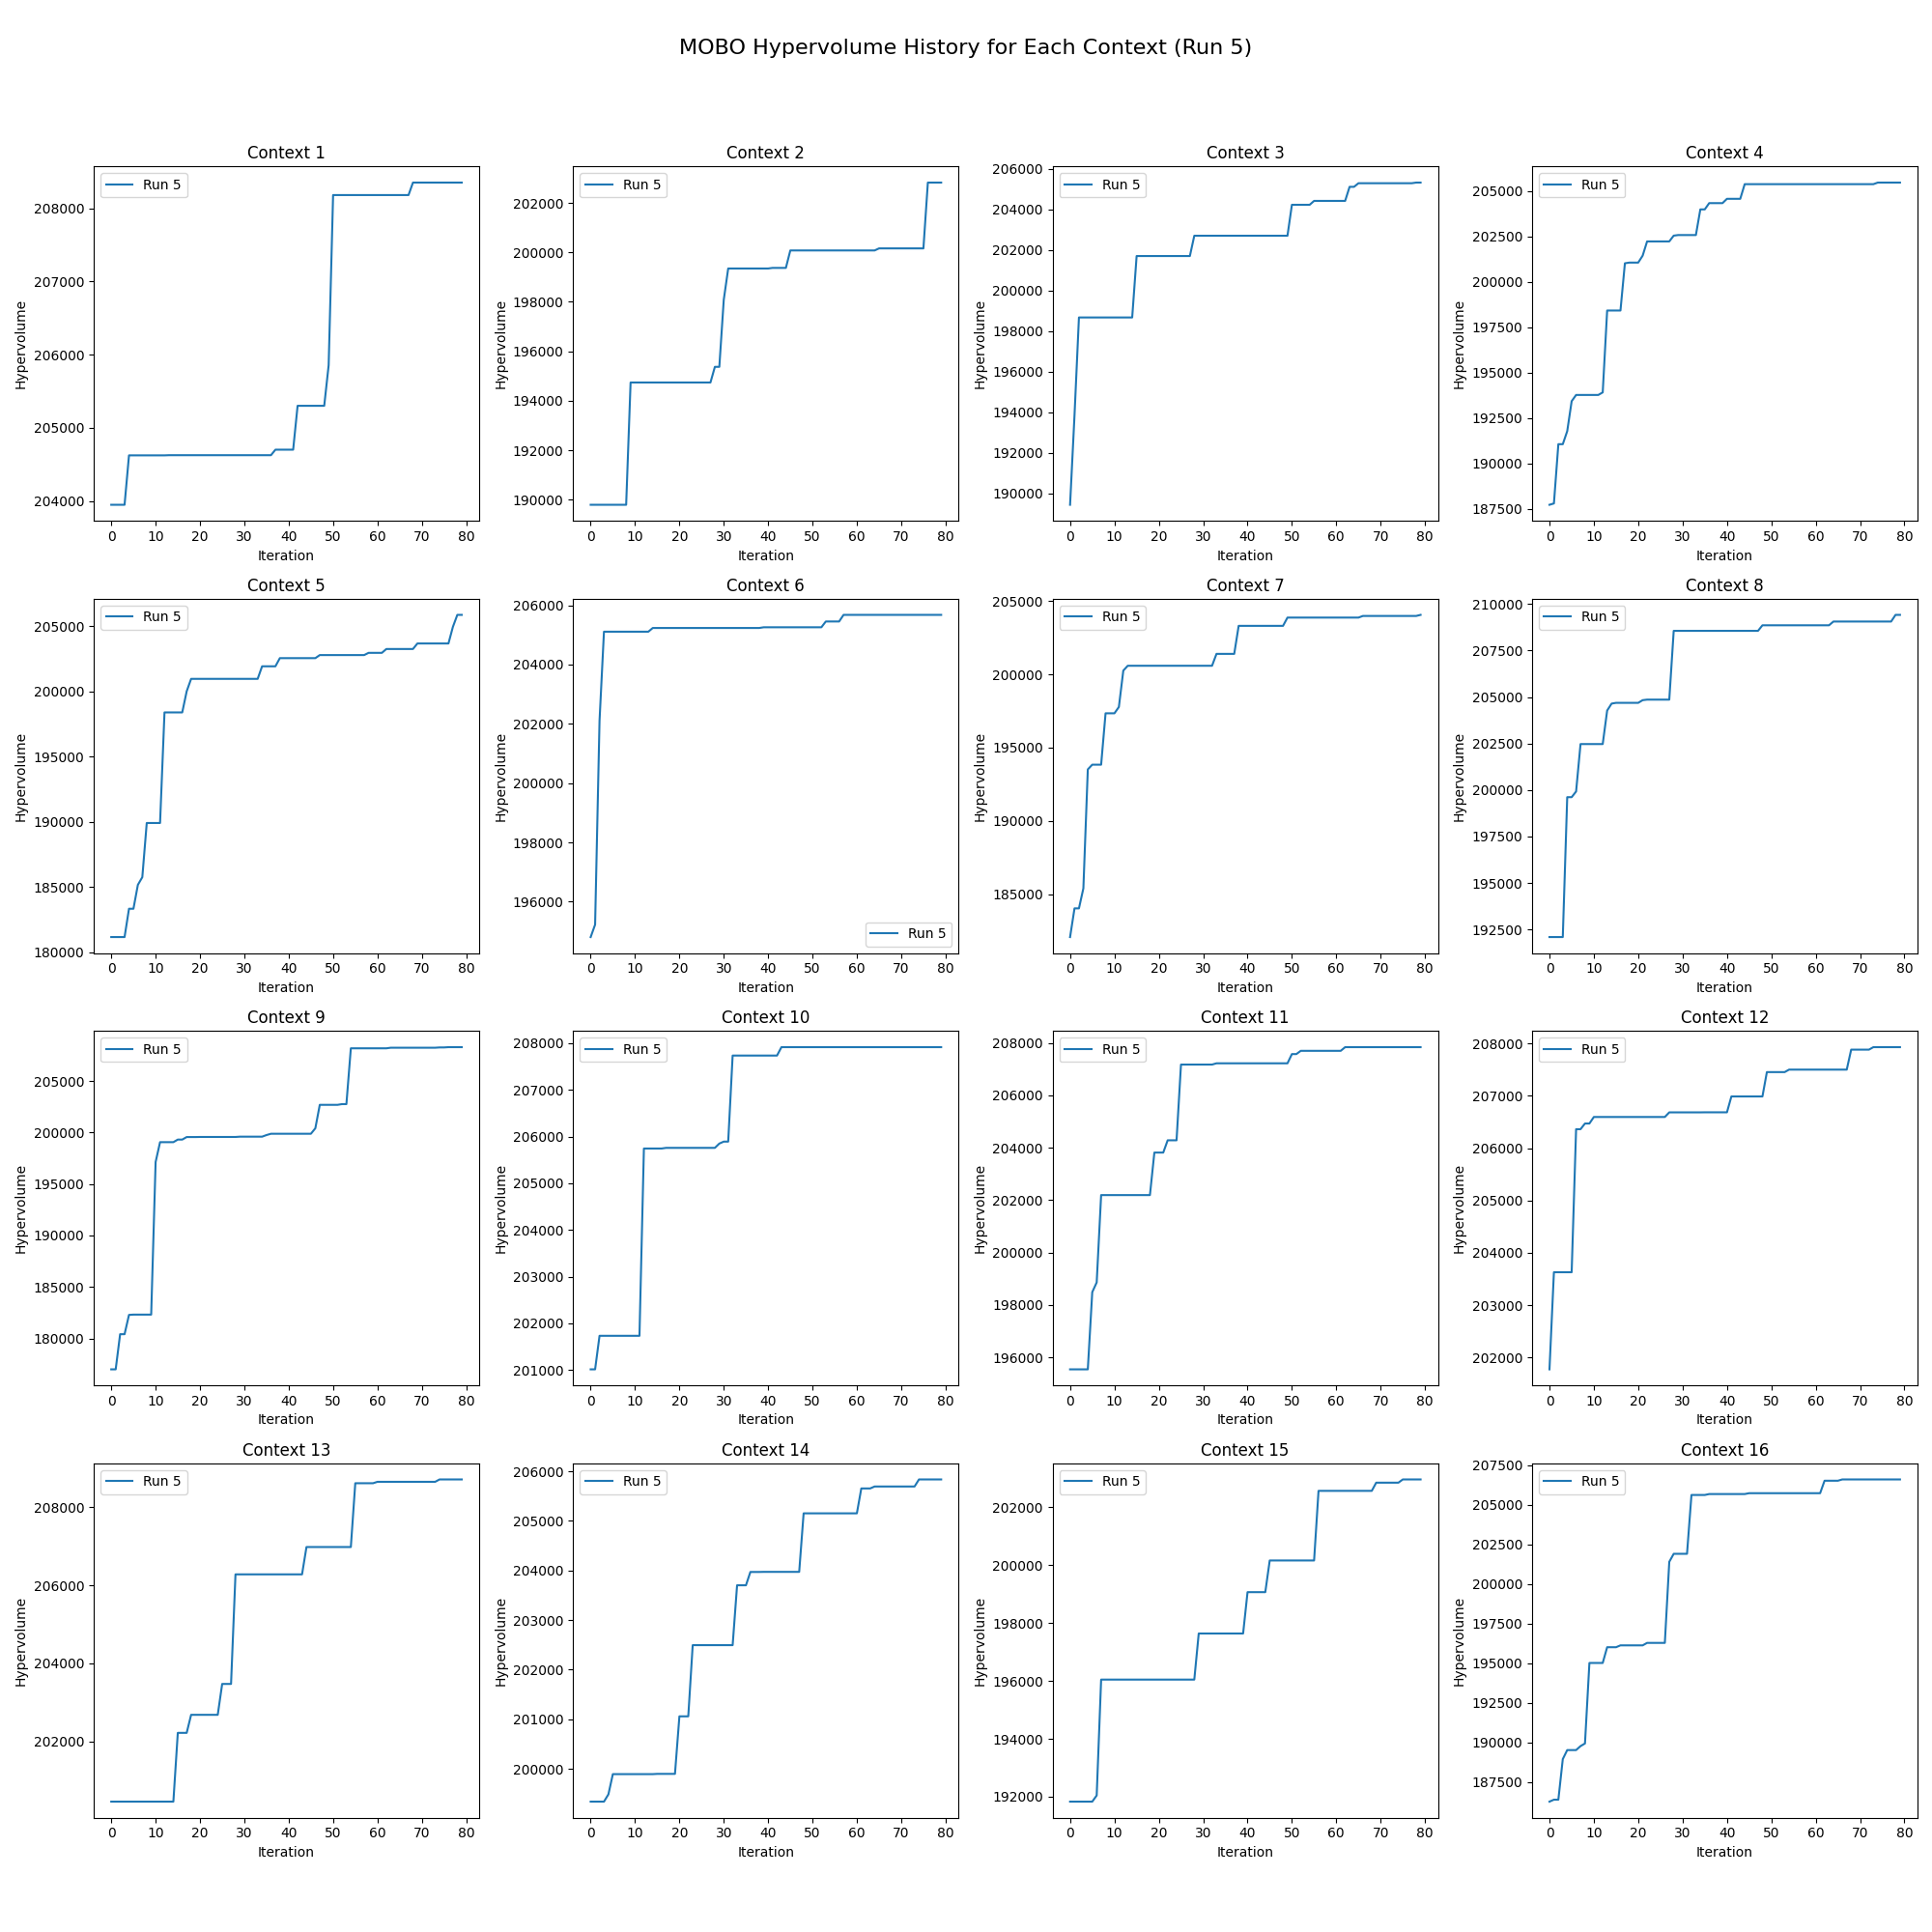 MOBO Hypervolume History for Each Context (Run 5)
Context 1
Run 5
208000
207000
206000
205000
204000
Hypervolume
0 10 20 30 40 50 60 70 80
Iteration
Context 2
Run 5
202000
200000
198000
196000
194000
192000
190000
Hypervolume
0 10 20 30 40 50 60 70 80
Iteration
Context 3
Run 5
206000
204000
202000
200000
198000
196000
194000
192000
190000
Hypervolume
0 10 20 30 40 50 60 70 80
Iteration
Context 4
Run 5
205000
202500
200000
197500
195000
192500
190000
187500
Hypervolume
0 10 20 30 40 50 60 70 80
Iteration
Context 5
Run 5
205000
200000
195000
190000
185000
180000
Hypervolume
0 10 20 30 40 50 60 70 80
Iteration
Context 6
206000
204000
202000
200000
198000
196000
Hypervolume
Run 5
0 10 20 30 40 50 60 70 80
Iteration
Context 7
Run 5
205000
200000
195000
190000
185000
Hypervolume
0 10 20 30 40 50 60 70 80
Iteration
Context 8
Run 5
210000
207500
205000
202500
200000
197500
195000
192500
Hypervolume
0 10 20 30 40 50 60 70 80
Iteration
Context 9
Run 5
205000
200000
195000
190000
185000
180000
Hypervolume
0 10 20 30 40 50 60 70 80
Iteration
Context 10
Run 5
208000
207000
206000
205000
204000
203000
202000
201000
Hypervolume
0 10 20 30 40 50 60 70 80
Iteration
Context 11
Run 5
208000
206000
204000
202000
200000
198000
196000
Hypervolume
0 10 20 30 40 50 60 70 80
Iteration
Context 12
Run 5
208000
207000
206000
205000
204000
203000
202000
Hypervolume
0 10 20 30 40 50 60 70 80
Iteration
Context 13
Run 5
208000
206000
204000
202000
Hypervolume
0 10 20 30 40 50 60 70 80
Iteration
Context 14
Run 5
206000
205000
204000
203000
202000
201000
200000
Hypervolume
0 10 20 30 40 50 60 70 80
Iteration
Context 15
Run 5
202000
200000
198000
196000
194000
192000
Hypervolume
0 10 20 30 40 50 60 70 80
Iteration
Context 16
Run 5
207500
205000
202500
200000
197500
195000
192500
190000
187500
Hypervolume
0 10 20 30 40 50 60 70 80
Iteration